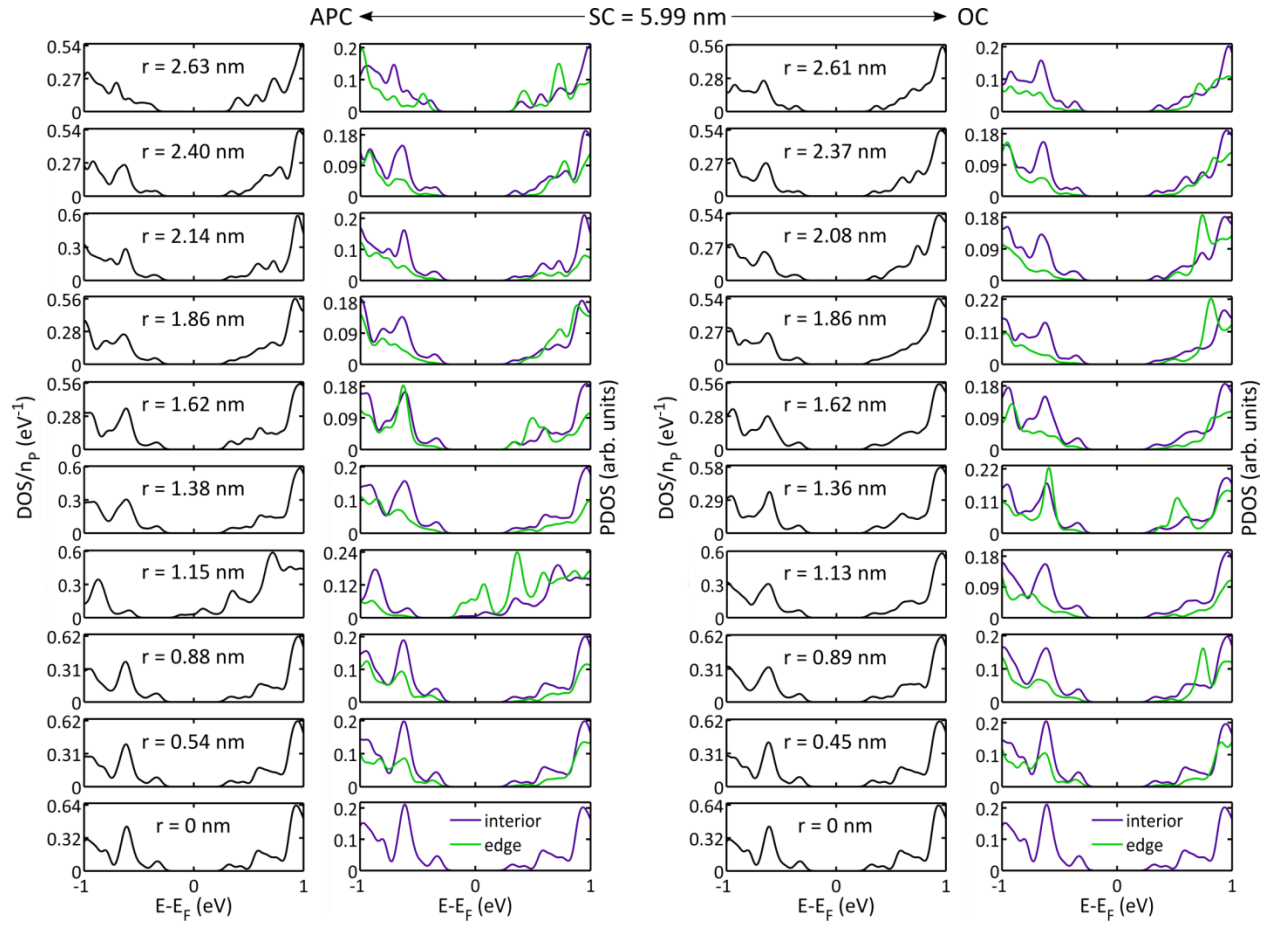 APC SC = 5.99 nm OC
0.54 0.27 0 r = 2.63 nm 0.2 0.1 0 0.56 0.28 0 r = 2.61 nm 0.2 0.1 0
0.54 0.27 0 r = 2.40 nm 0.18 0.09 0 0.54 0.27 0 r = 2.37 nm 0.18 0.09 0
0.6 0.3 0 r = 2.14 nm 0.2 0.1 0 0.54 0.27 0 r = 2.08 nm 0.18 0.09 0
0.56 0.28 0 r = 1.86 nm 0.18 0.09 0 0.54 0.27 0 r = 1.86 nm 0.22 0.11 0
0.56 0.28 0 r = 1.62 nm 0.18 0.09 0 0.56 0.28 0 r = 1.62 nm 0.18 0.09 0
0.6 0.3 0 r = 1.38 nm 0.2 0.1 0 0.58 0.29 0 r = 1.36 nm 0.22 0.11 0
0.6 0.3 0 r = 1.15 nm 0.24 0.12 0 0.6 0.3 0 r = 1.13 nm 0.18 0.09 0
0.62 0.31 0 r = 0.88 nm 0.2 0.1 0 0.62 0.31 0 r = 0.89 nm 0.2 0.1 0
0.62 0.31 0 r = 0.54 nm 0.2 0.1 0 0.62 0.31 0 r = 0.45 nm 0.2 0.1 0
0.64 0.32 0 r = 0 nm 0.2 0.1 0 interior edge 0.64 0.32 0 r = 0 nm 0.2 0.1 0 interior edge
-1 0 1 -1 0 1 -1 0 1 -1 0 1
E-E_F (eV) E-E_F (eV) E-E_F (eV) E-E_F (eV)
DOS/n_P (eV⁻¹)
PDOS (arb. units)
DOS/n_P (eV⁻¹)
PDOS (arb. units)